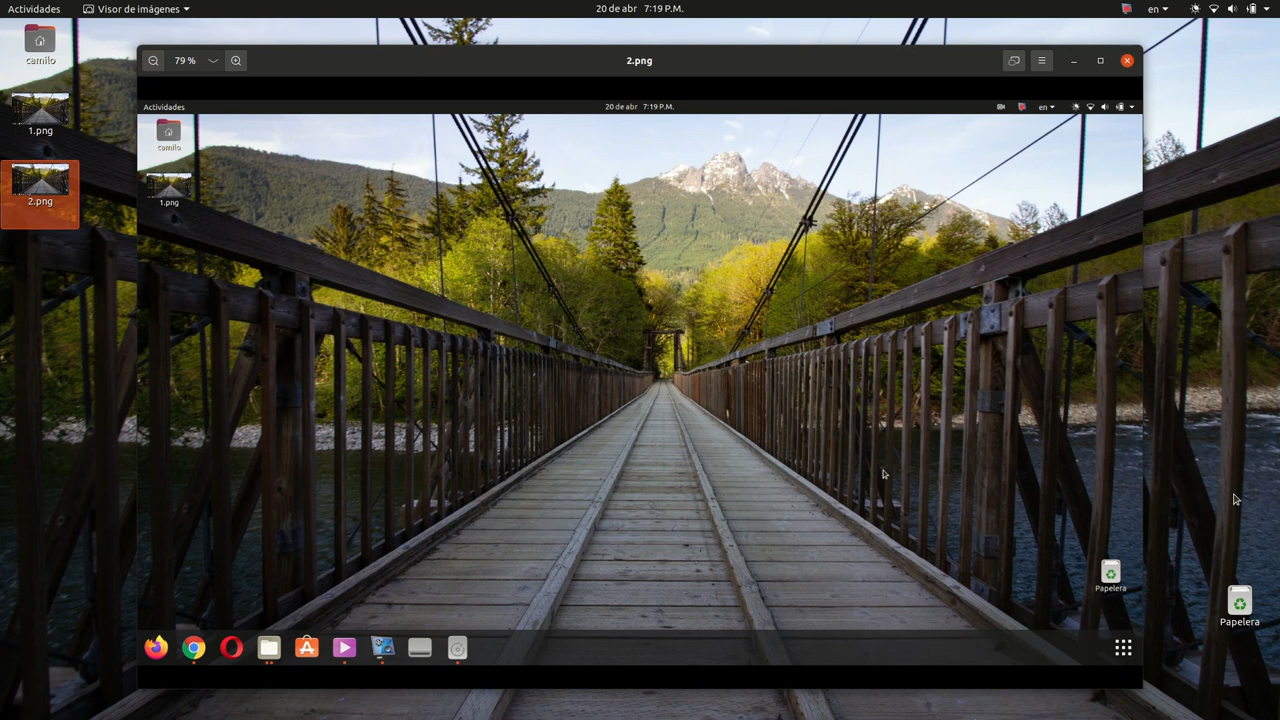 Actividades Visor de imágenes 20 de abr 7:19 P.M. en
camilo
1.png
2.png
79 % 2.png
Actividades 20 de abr 7:19 P.M. en
camilo
1.png
Papelera
Papelera